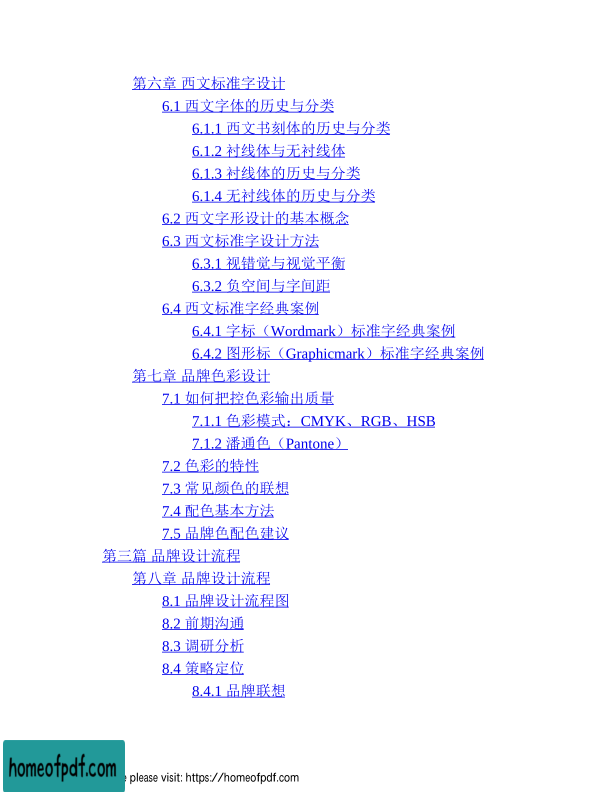 第六章 西文标准字设计
6.1 西文字体的历史与分类
6.1.1 西文书刻体的历史与分类
6.1.2 衬线体与无衬线体
6.1.3 衬线体的历史与分类
6.1.4 无衬线体的历史与分类
6.2 西文字形设计的基本概念
6.3 西文标准字设计方法
6.3.1 视错觉与视觉平衡
6.3.2 负空间与字间距
6.4 西文标准字经典案例
6.4.1 字标（Wordmark）标准字经典案例
6.4.2 图形标（Graphicmark）标准字经典案例
第七章 品牌色彩设计
7.1 如何把控色彩输出质量
7.1.1 色彩模式：CMYK、RGB、HSB
7.1.2 潘通色（Pantone）
7.2 色彩的特性
7.3 常见颜色的联想
7.4 配色基本方法
7.5 品牌色配色建议
第三篇 品牌设计流程
第八章 品牌设计流程
8.1 品牌设计流程图
8.2 前期沟通
8.3 调研分析
8.4 策略定位
8.4.1 品牌联想
homeofpdf.com
please visit: https://homeofpdf.com